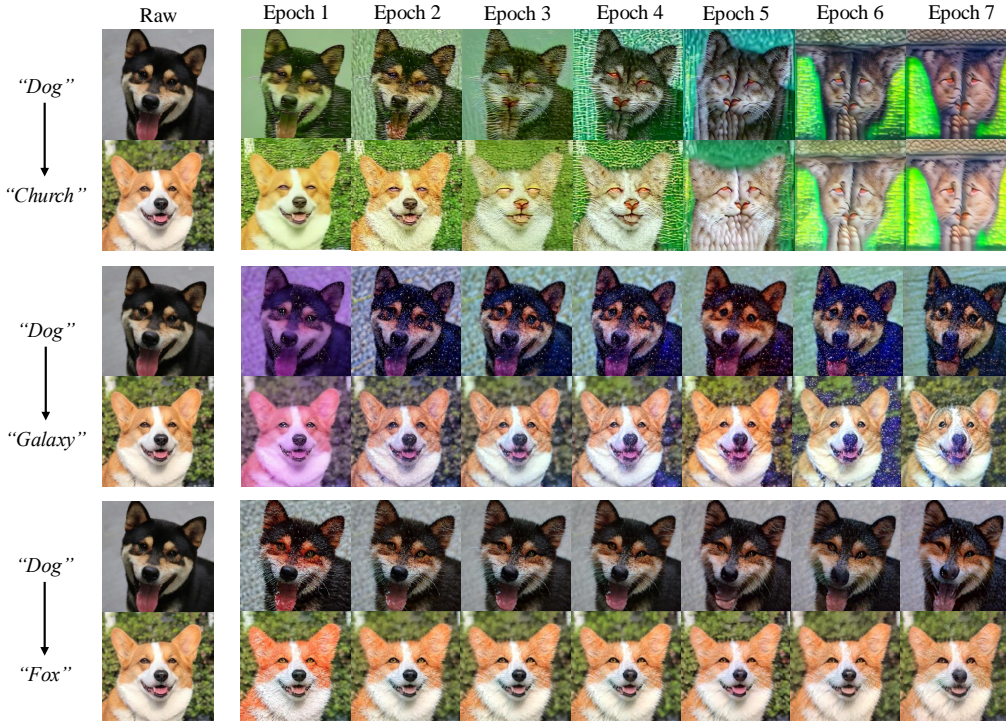 Raw Epoch 1 Epoch 2 Epoch 3 Epoch 4 Epoch 5 Epoch 6 Epoch 7
“Dog”
“Church”
“Dog”
“Galaxy”
“Dog”
“Fox”